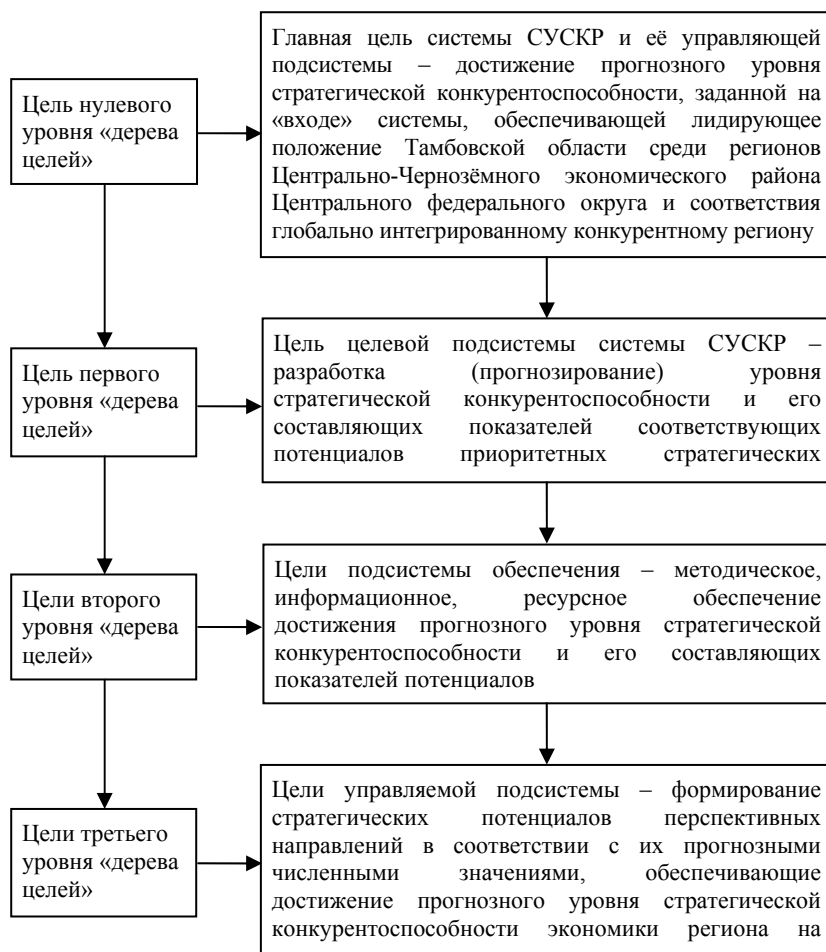 Цель нулевого
уровня «дерева
целей»
Главная цель системы СУСКР и её управляющей
подсистемы – достижение прогнозного уровня
стратегической конкурентоспособности, заданной на
«входе» системы, обеспечивающей лидирующее
положение Тамбовской области среди регионов
Центрально-Чернозёмного экономического района
Центрального федерального округа и соответствия
глобально интегрированному конкурентному региону
Цель первого
уровня «дерева
целей»
Цель целевой подсистемы системы СУСКР –
разработка (прогнозирование) уровня
стратегической конкурентоспособности и его
составляющих показателей соответствующих
потенциалов приоритетных стратегических
Цели второго
уровня «дерева
целей»
Цели подсистемы обеспечения – методическое,
информационное, ресурсное обеспечение
достижения прогнозного уровня стратегической
конкурентоспособности и его составляющих
показателей потенциалов
Цели третьего
уровня «дерева
целей»
Цели управляемой подсистемы – формирование
стратегических потенциалов перспективных
направлений в соответствии с их прогнозными
численными значениями, обеспечивающие
достижение прогнозного уровня стратегической
конкурентоспособности экономики региона на